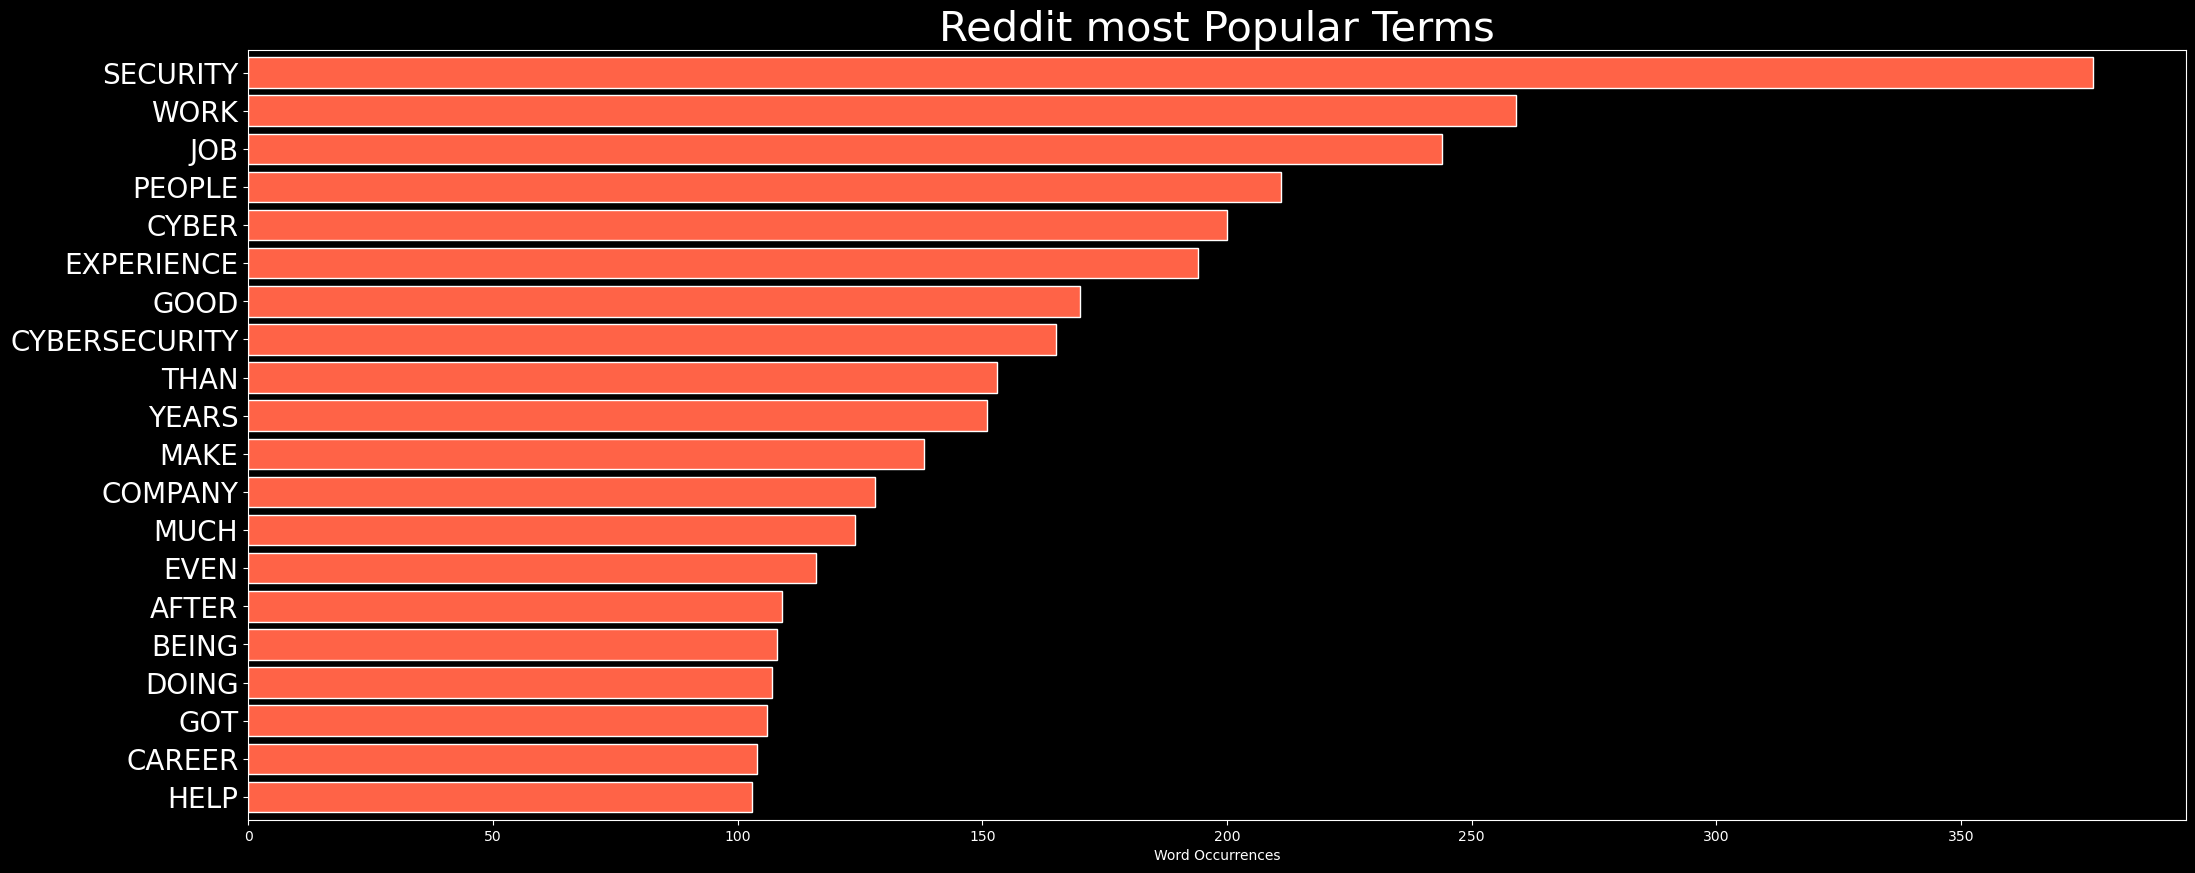 Reddit most Popular Terms
SECURITY
WORK
JOB
PEOPLE
CYBER
EXPERIENCE
GOOD
CYBERSECURITY
THAN
YEARS
MAKE
COMPANY
MUCH
EVEN
AFTER
BEING
DOING
GOT
CAREER
HELP
0 50 100 150 200 250 300 350
Word Occurrences